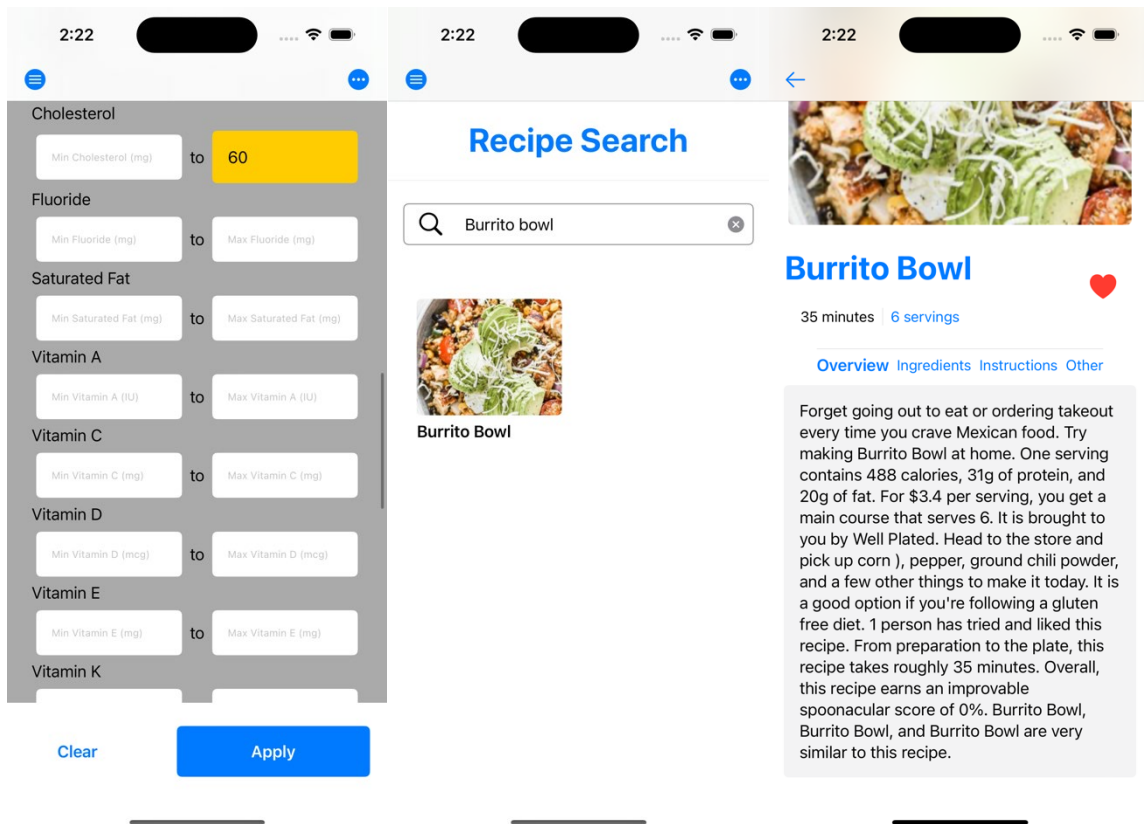 2:22
Cholesterol
Min Cholesterol (mg) to 60
Fluoride
Min Fluoride (mg) to Max Fluoride (mg)
Saturated Fat
Min Saturated Fat (mg) to Max Saturated Fat (mg)
Vitamin A
Min Vitamin A (IU) to Max Vitamin A (IU)
Vitamin C
Min Vitamin C (mg) to Max Vitamin C (mg)
Vitamin D
Min Vitamin D (mcg) to Max Vitamin D (mcg)
Vitamin E
Min Vitamin E (mg) to Max Vitamin E (mg)
Vitamin K
Clear Apply
2:22
Recipe Search
Burrito bowl
Burrito Bowl
2:22
Burrito Bowl
35 minutes 6 servings
Overview Ingredients Instructions Other
Forget going out to eat or ordering takeout
every time you crave Mexican food. Try
making Burrito Bowl at home. One serving
contains 488 calories, 31g of protein, and
20g of fat. For $3.4 per serving, you get a
main course that serves 6. It is brought to
you by Well Plated. Head to the store and
pick up corn ), pepper, ground chili powder,
and a few other things to make it today. It is
a good option if you're following a gluten
free diet. 1 person has tried and liked this
recipe. From preparation to the plate, this
recipe takes roughly 35 minutes. Overall,
this recipe earns an improvable
spoonacular score of 0%. Burrito Bowl,
Burrito Bowl, and Burrito Bowl are very
similar to this recipe.